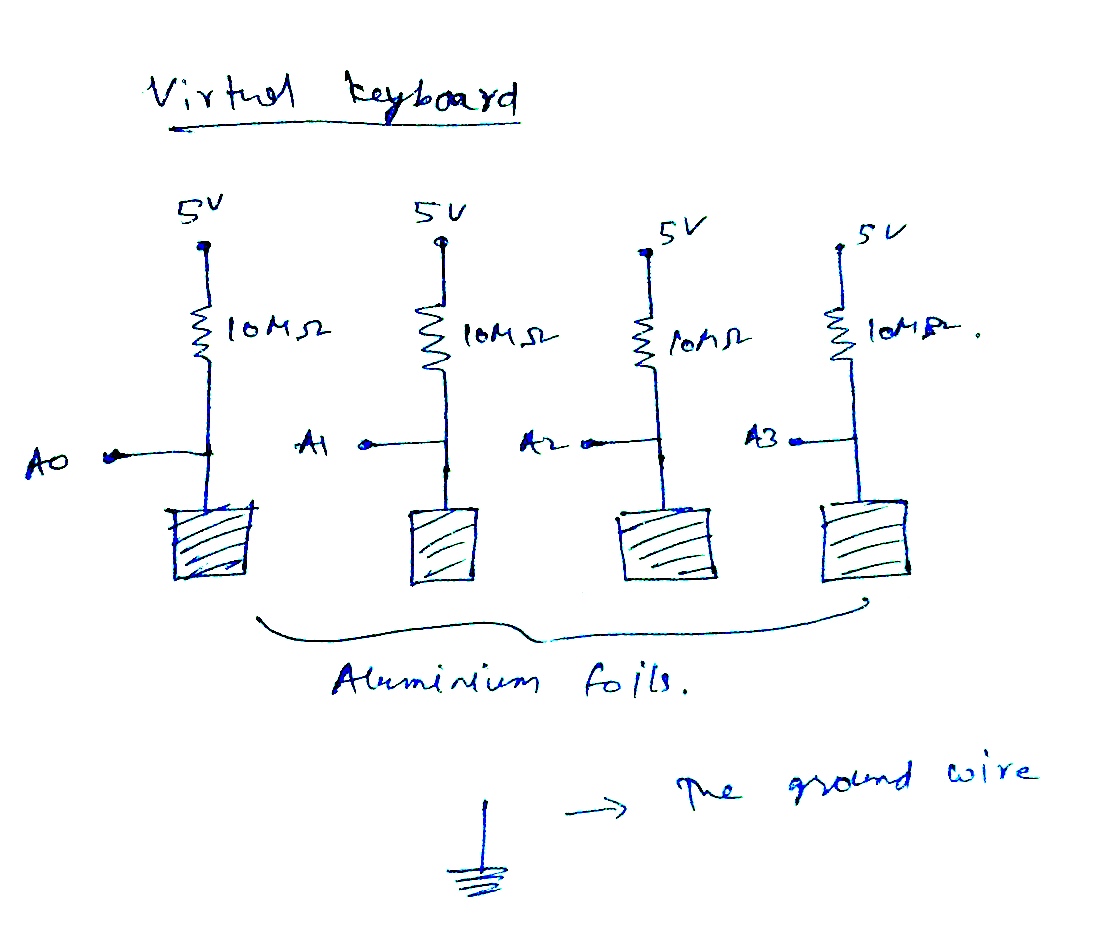 Virtual keyboard
5V 5V 5V 5V
10MΩ 10MΩ 10MΩ 10MΩ.
A0 A1 A2 A3
Aluminium foils.
→ The ground wire